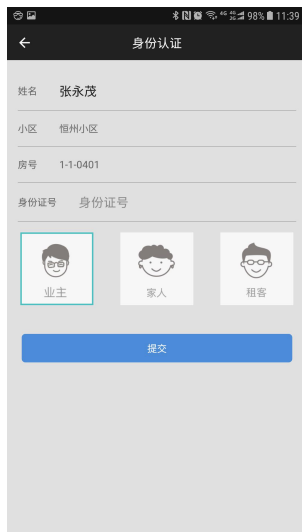 98% 11:39
身份认证
姓名 张永茂
小区 恒州小区
房号 1-1-0401
身份证号 身份证号
业主 家人 租客
提交